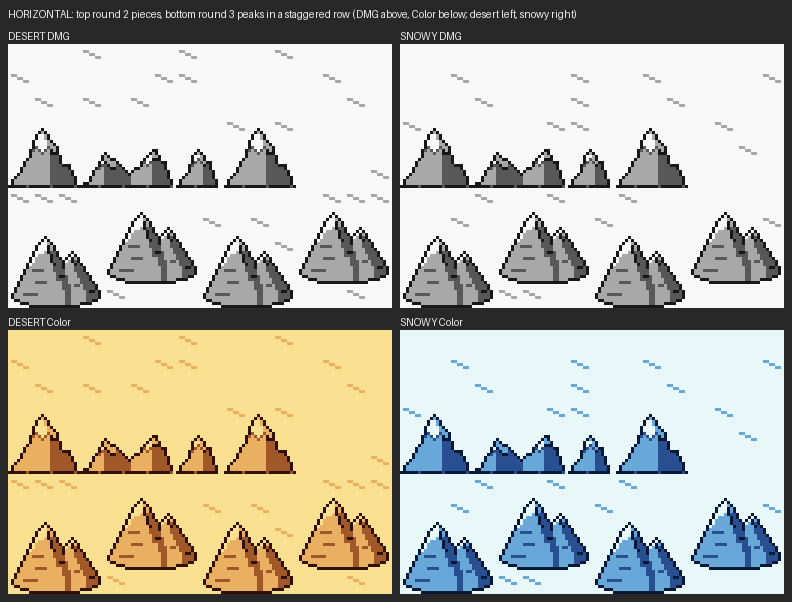 HORIZONTAL: top round 2 pieces, bottom round 3 peaks in a staggered row (DMG above, Color below; desert left, snowy right)
DESERT DMG
SNOWY DMG
DESERT Color
SNOWY Color